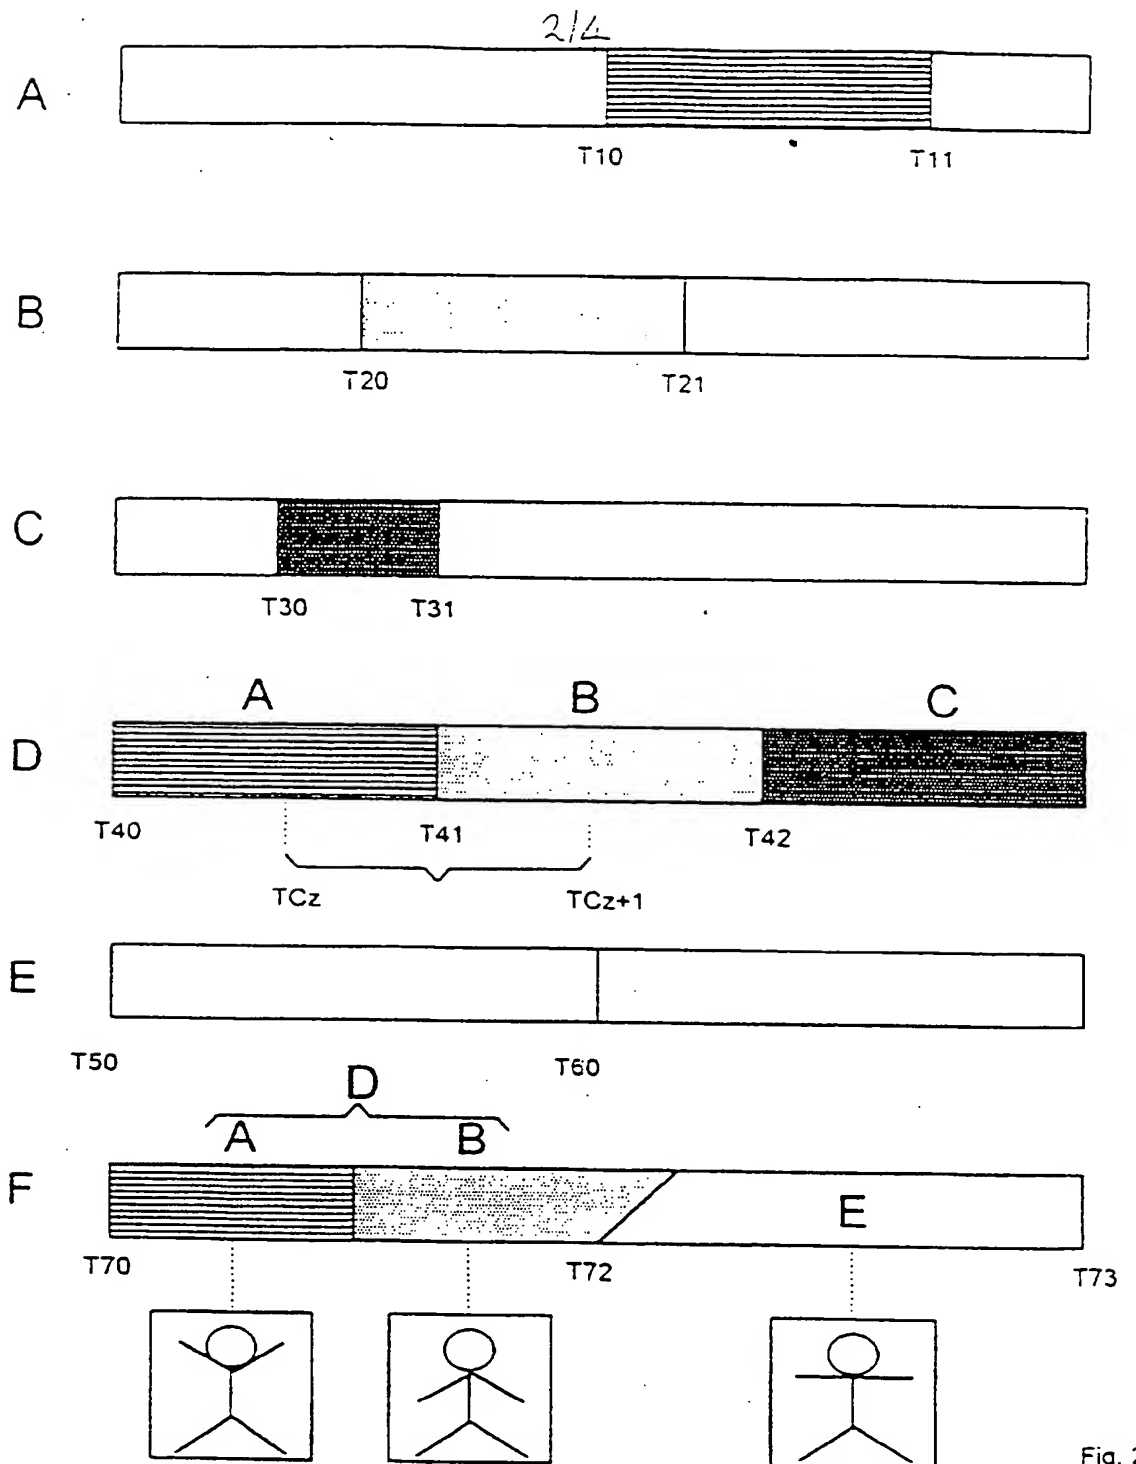 2/4
A
T10 T11
B
T20 T21
C
T30 T31
A B C
D
T40 T41 T42
TCz TCz+1
E
T50 T60
D
A B
F E
T70 T72 T73
Fig. 2